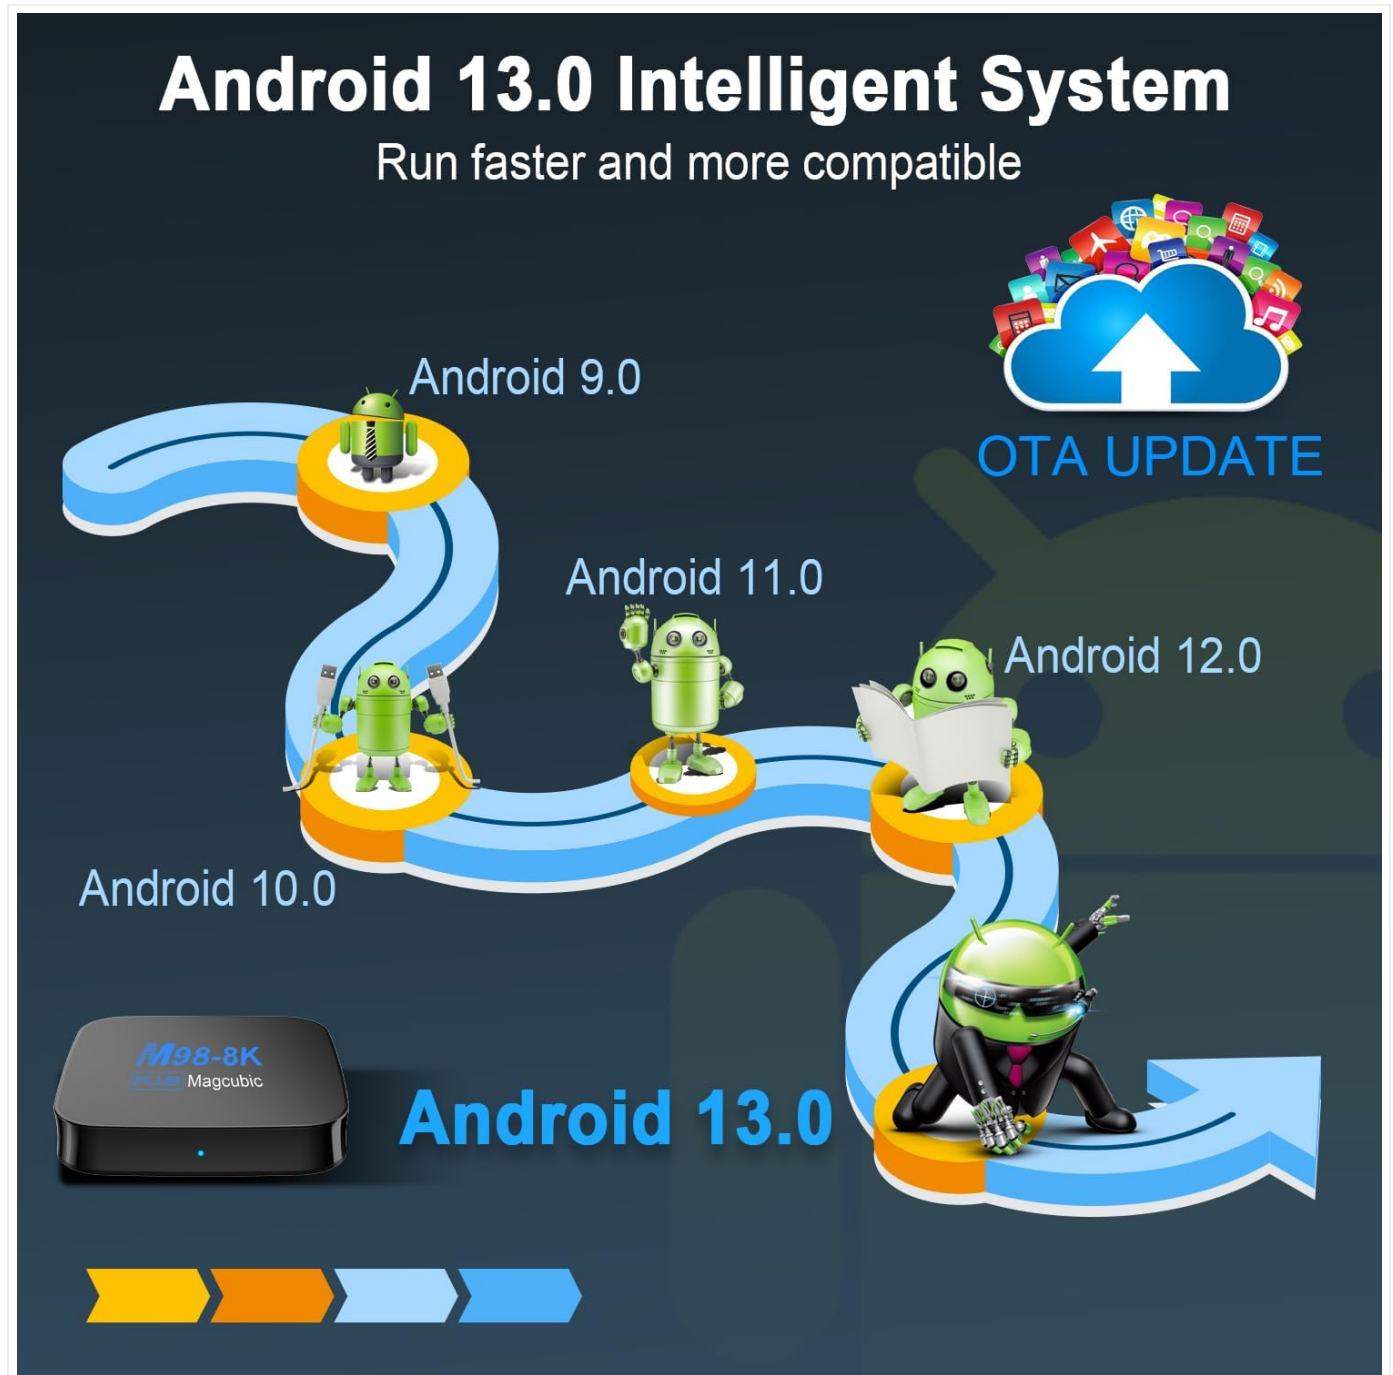 Android 13.0 Intelligent System
Run faster and more compatible
OTA UPDATE
Android 9.0
Android 11.0
Android 12.0
Android 10.0
M98-8K
PLUS Magcubic
Android 13.0